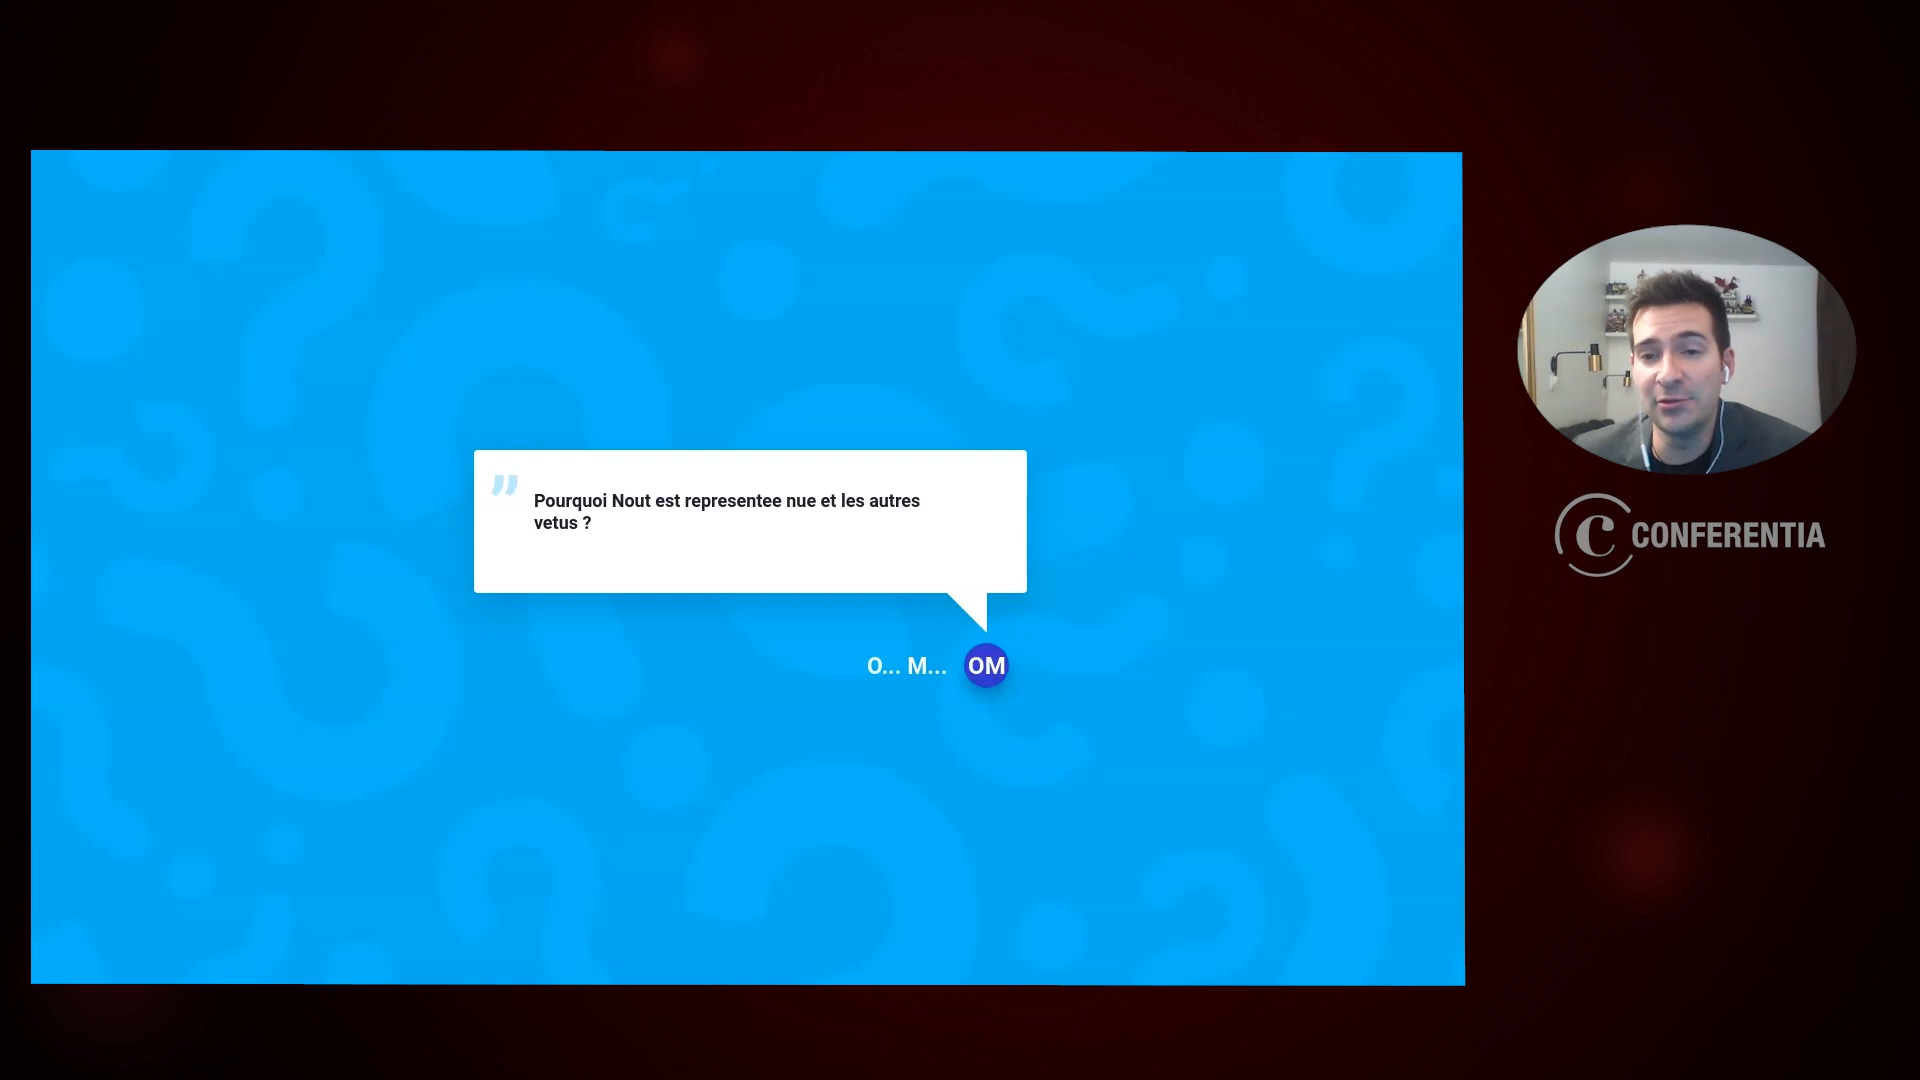 ”
Pourquoi Nout est representee nue et les autres
vetus ?
O... M...
OM
C CONFERENTIA